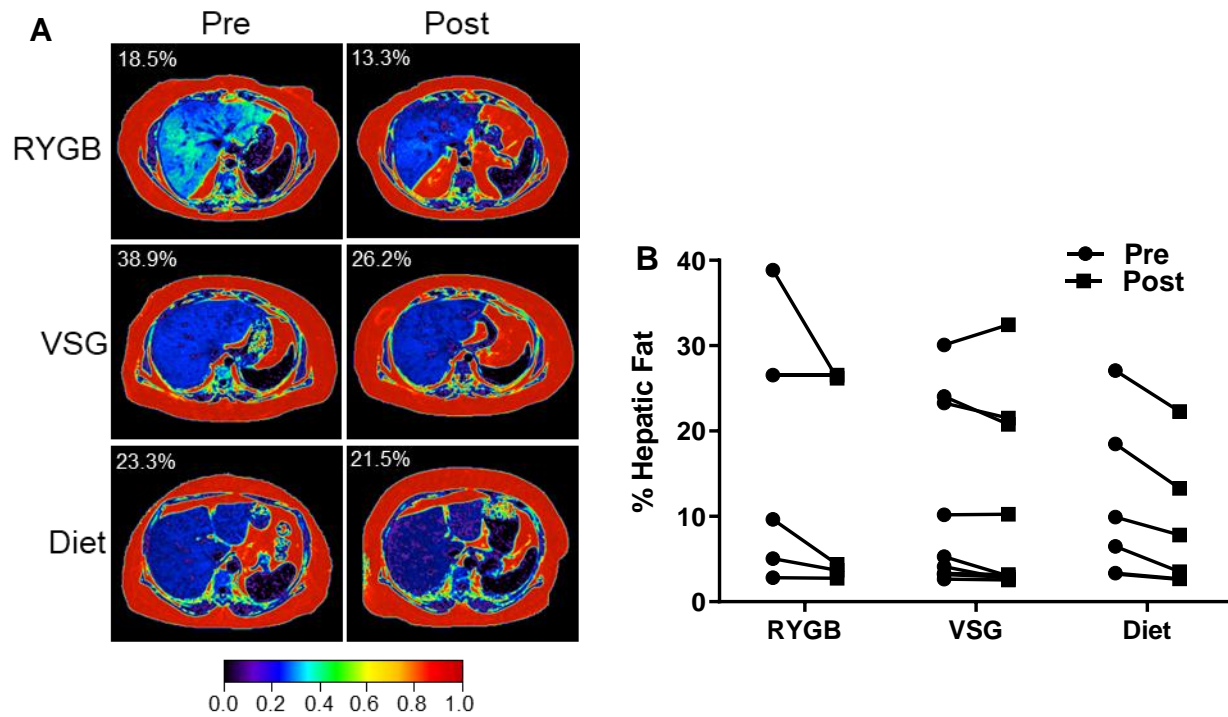 A
Pre
Post
RYGB
18.5%
13.3%
VSG
38.9%
26.2%
Diet
23.3%
21.5%
0.0 0.2 0.4 0.6 0.8 1.0
B
Pre
Post
% Hepatic Fat
40
30
20
10
0
RYGB VSG Diet